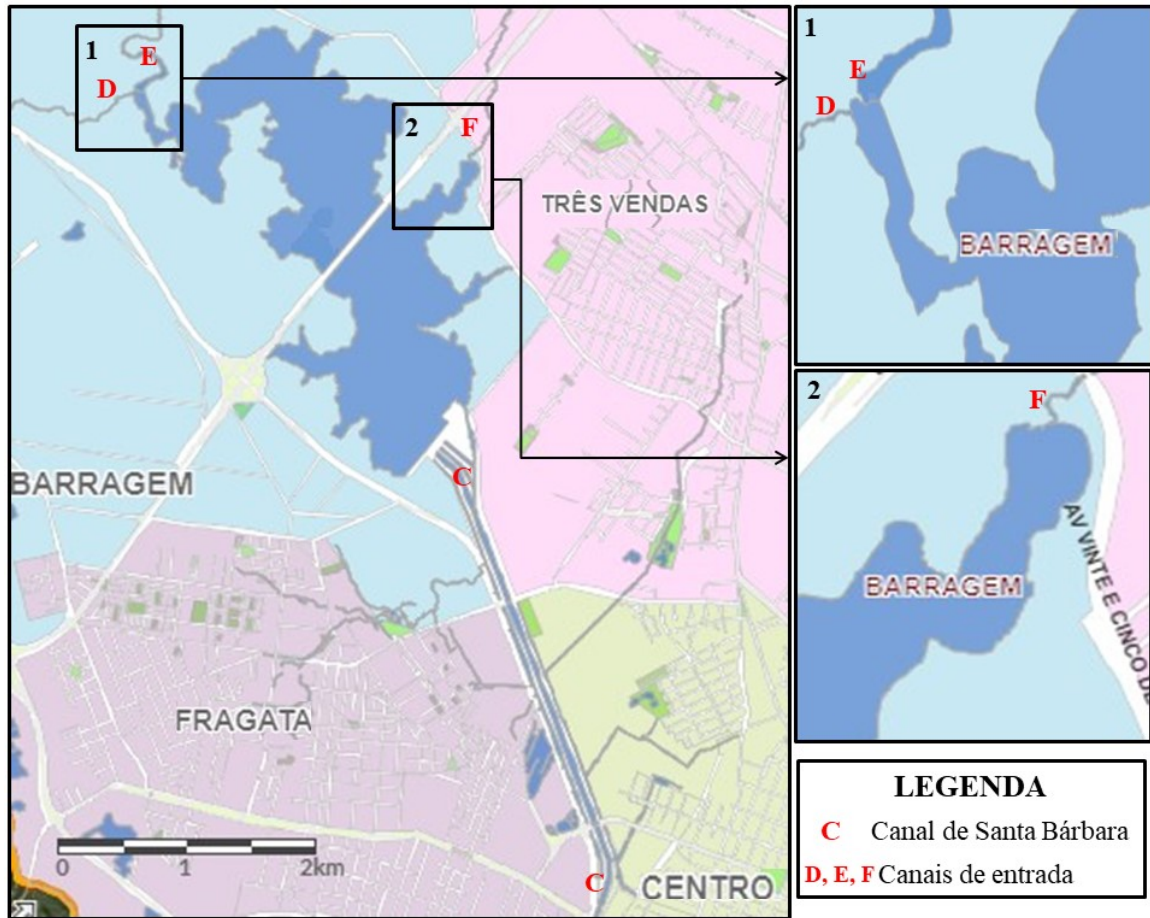 1
E
D
2
F
TRÊS VENDAS
C
BARRAGEM
FRAGATA
0 1 2km
C
CENTRO
1
E
D
BARRAGEM
2
F
BARRAGEM
AV VINTE E CINCO DE
LEGENDA
C Canal de Santa Bárbara
D, E, F Canais de entrada